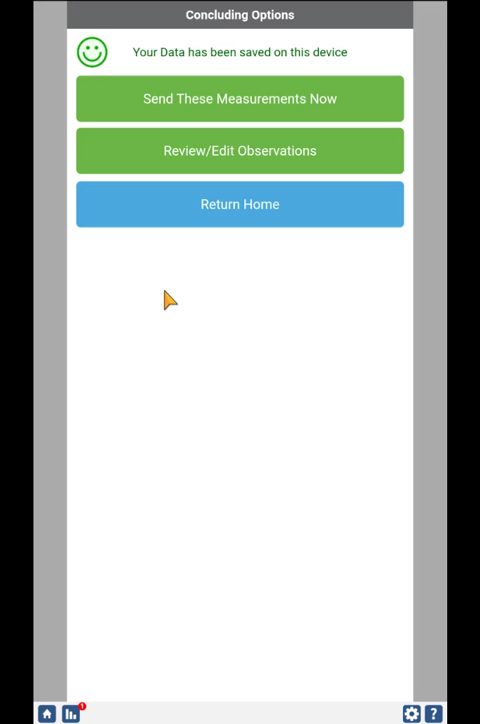 Concluding Options
Your Data has been saved on this device
Send These Measurements Now
Review/Edit Observations
Return Home
1
?